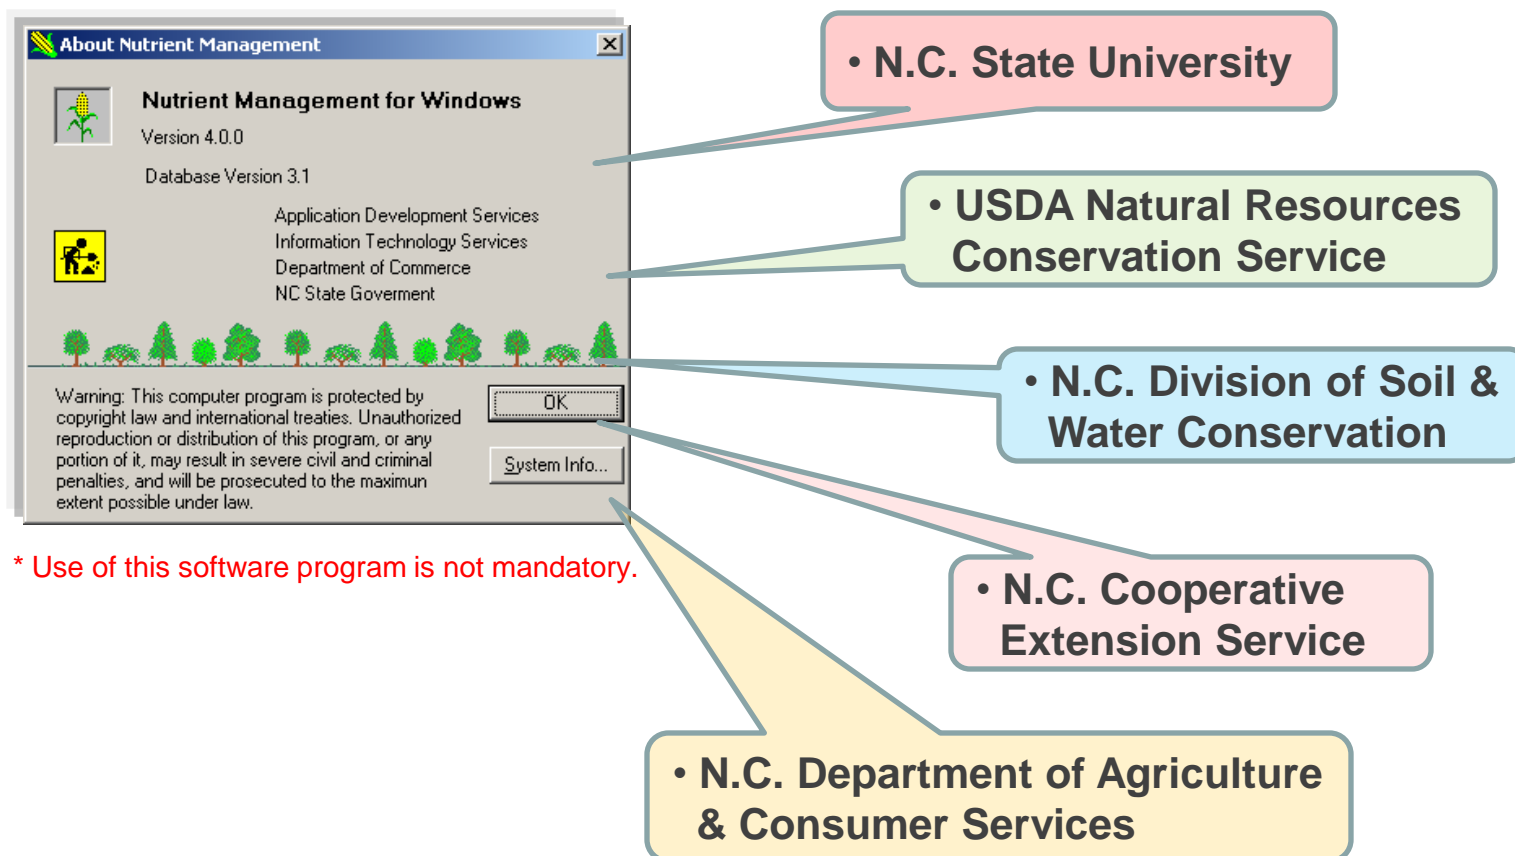 About Nutrient Management
Nutrient Management for Windows
Version 4.0.0
Database Version 3.1
Application Development Services
Information Technology Services
Department of Commerce
NC State Goverment
Warning: This computer program is protected by
copyright law and international treaties. Unauthorized
reproduction or distribution of this program, or any
portion of it, may result in severe civil and criminal
penalties, and will be prosecuted to the maximun
extent possible under law.
OK
System Info...
* Use of this software program is not mandatory.
• N.C. State University
• USDA Natural Resources
Conservation Service
• N.C. Division of Soil &
Water Conservation
• N.C. Cooperative
Extension Service
• N.C. Department of Agriculture
& Consumer Services